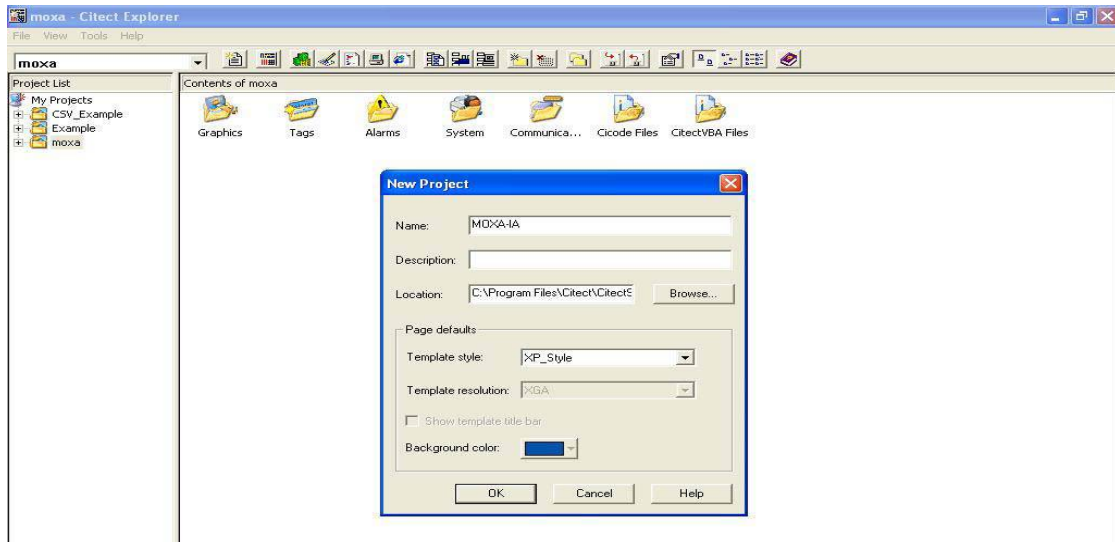 moxa - Citect Explorer
File View Tools Help
moxa
Project List
Contents of moxa
My Projects
CSV_Example
Example
moxa
Graphics
Tags
Alarms
System
Communica...
Cicode Files
CitectVBA Files
New Project
Name:
MOXA-IA
Description:
Location:
C:\Program Files\Citect\CitectS
Browse...
Page defaults
Template style:
XP_Style
Template resolution:
XGA
Show template title bar
Background color:
OK
Cancel
Help